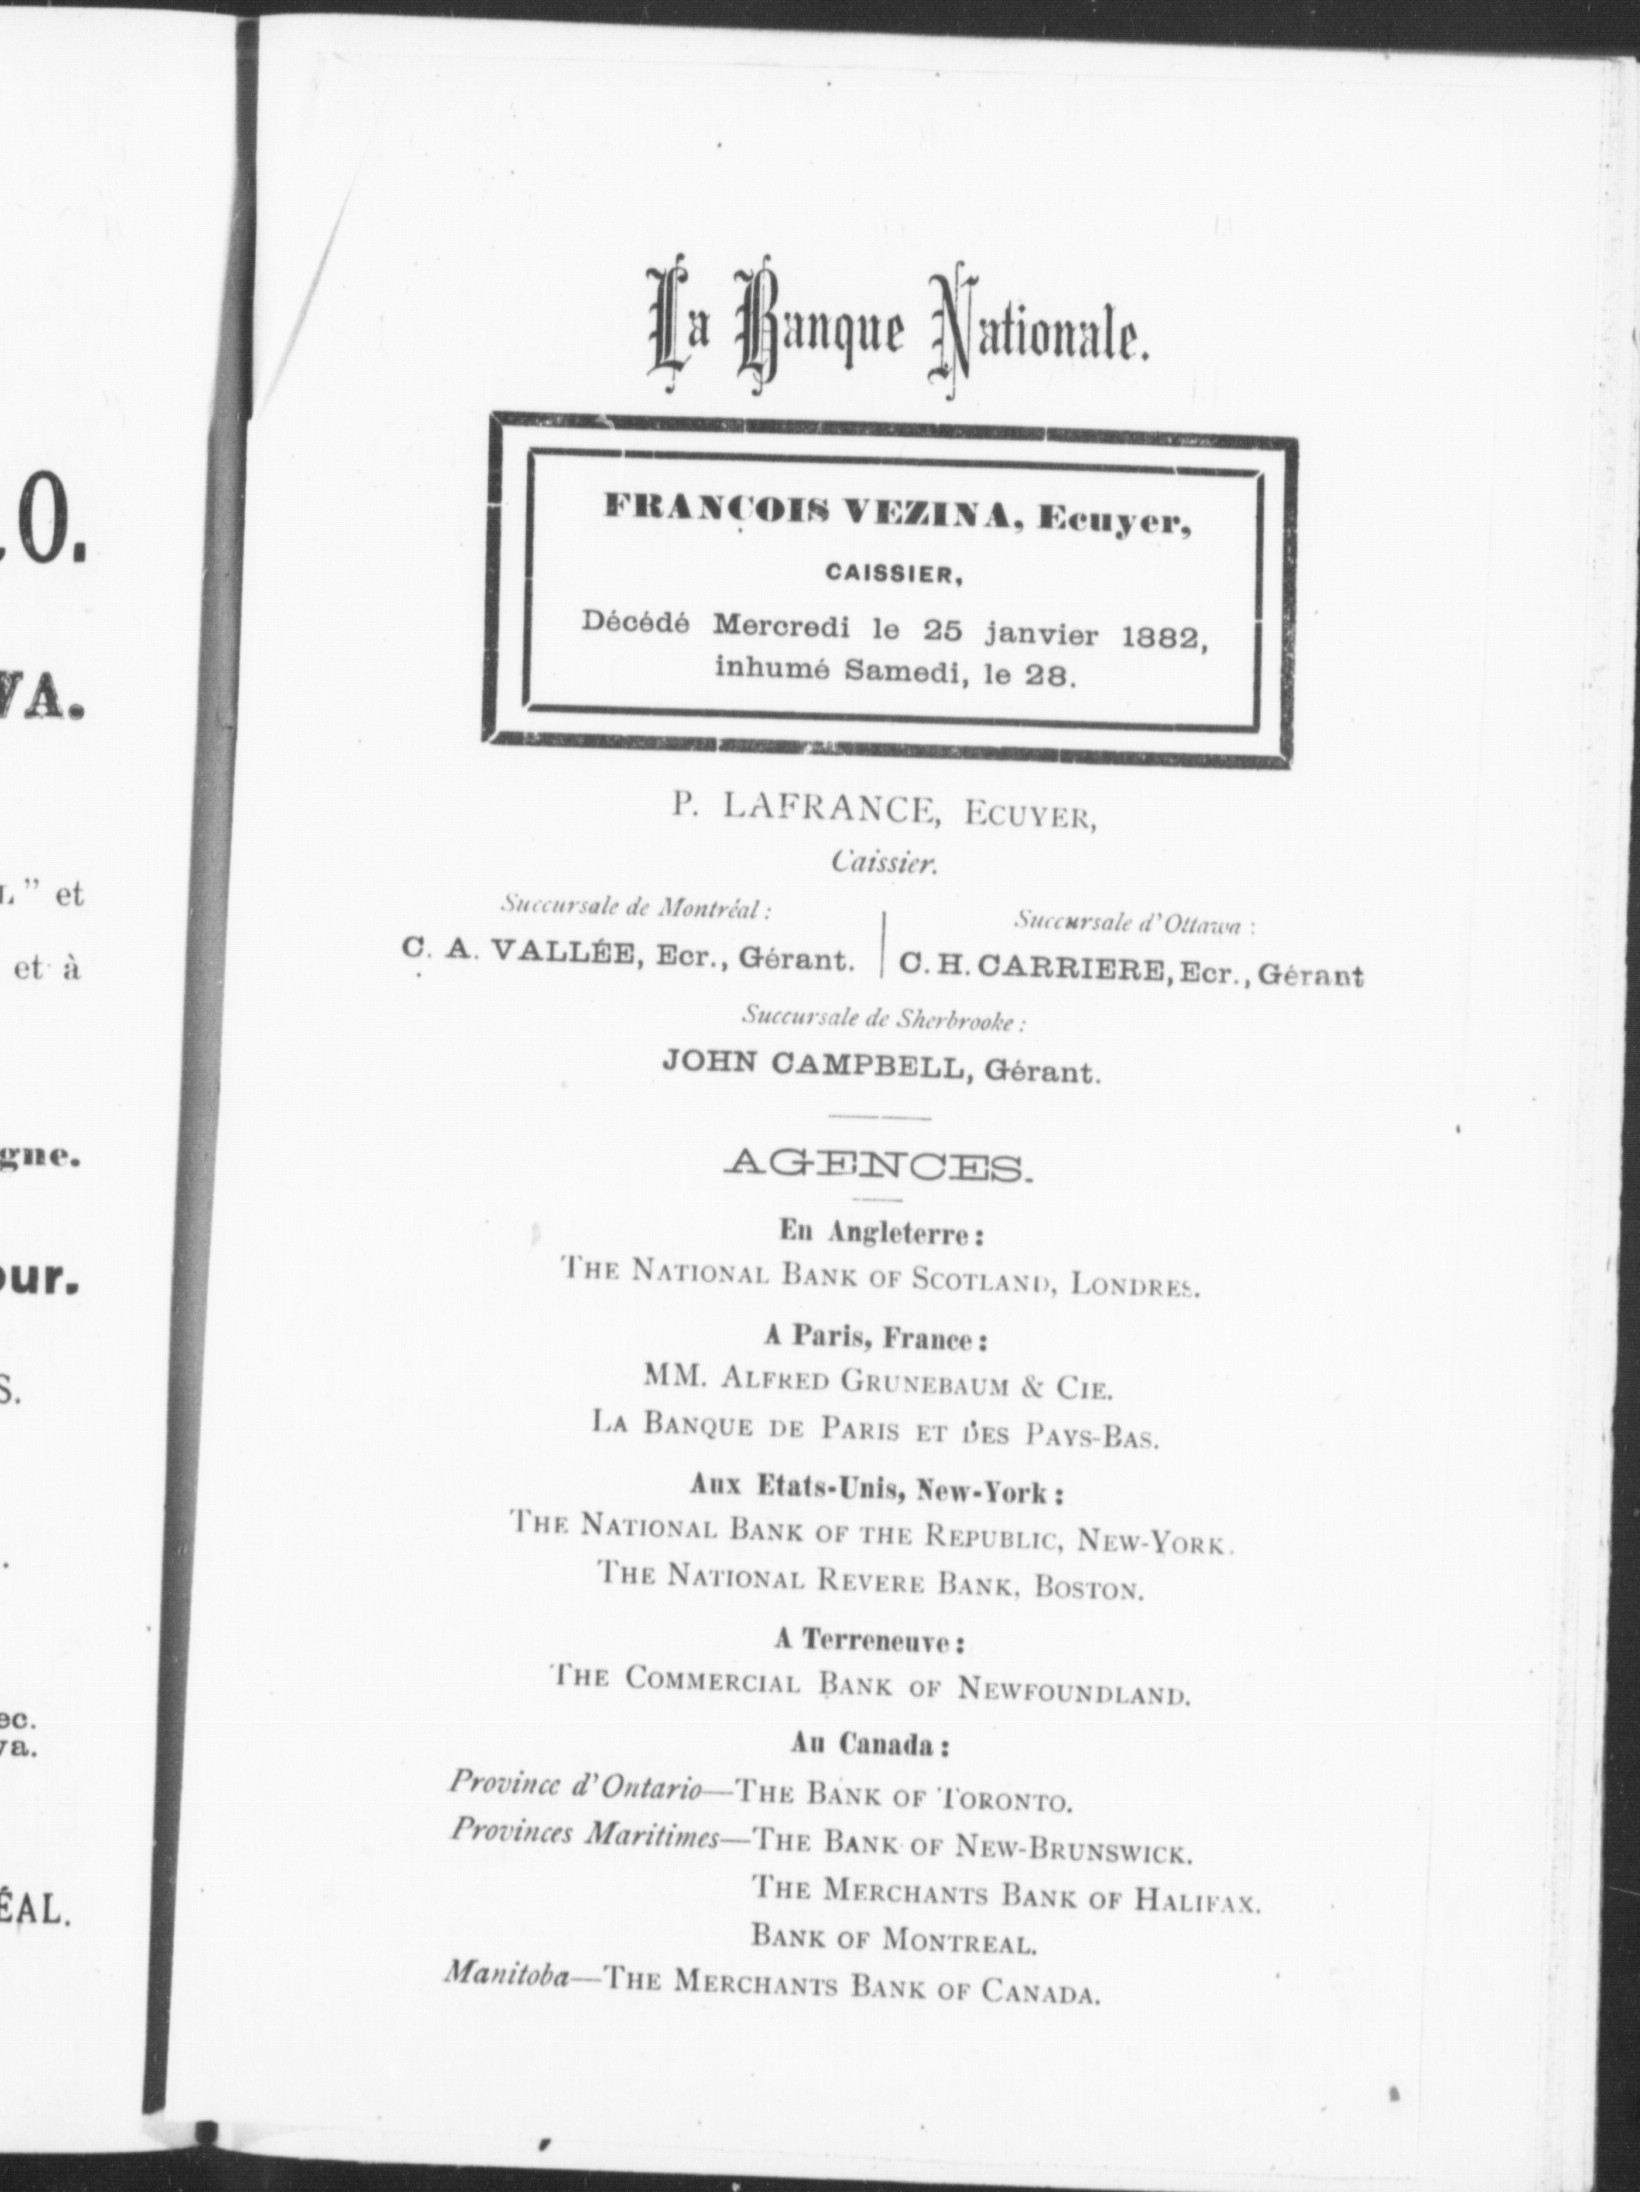 La Banque Nationale.
FRANÇOIS VEZINA, Ecuyer,
CAISSIER,
Décédé Mercredi le 25 janvier 1882,
inhumé Samedi, le 28.
P. LAFRANCE, ECUYER,
Caissier.
Succursale de Montréal :
C. A. VALLÉE, Ecr., Gérant.
Succursale d'Ottawa :
C. H. CARRIERE, Ecr., Gérant
Succursale de Sherbrooke :
JOHN CAMPBELL, Gérant.
AGENCES.
En Angleterre :
THE NATIONAL BANK OF SCOTLAND, LONDRES.
A Paris, France :
MM. ALFRED GRUNEBAUM & CIE.
LA BANQUE DE PARIS ET DES PAYS-BAS.
Aux Etats-Unis, New-York :
THE NATIONAL BANK OF THE REPUBLIC, NEW-YORK.
THE NATIONAL REVERE BANK, BOSTON.
A Terreneuve :
THE COMMERCIAL BANK OF NEWFOUNDLAND.
Au Canada :
Province d'Ontario—THE BANK OF TORONTO.
Provinces Maritimes—THE BANK OF NEW-BRUNSWICK.
THE MERCHANTS BANK OF HALIFAX.
BANK OF MONTREAL.
Manitoba—THE MERCHANTS BANK OF CANADA.